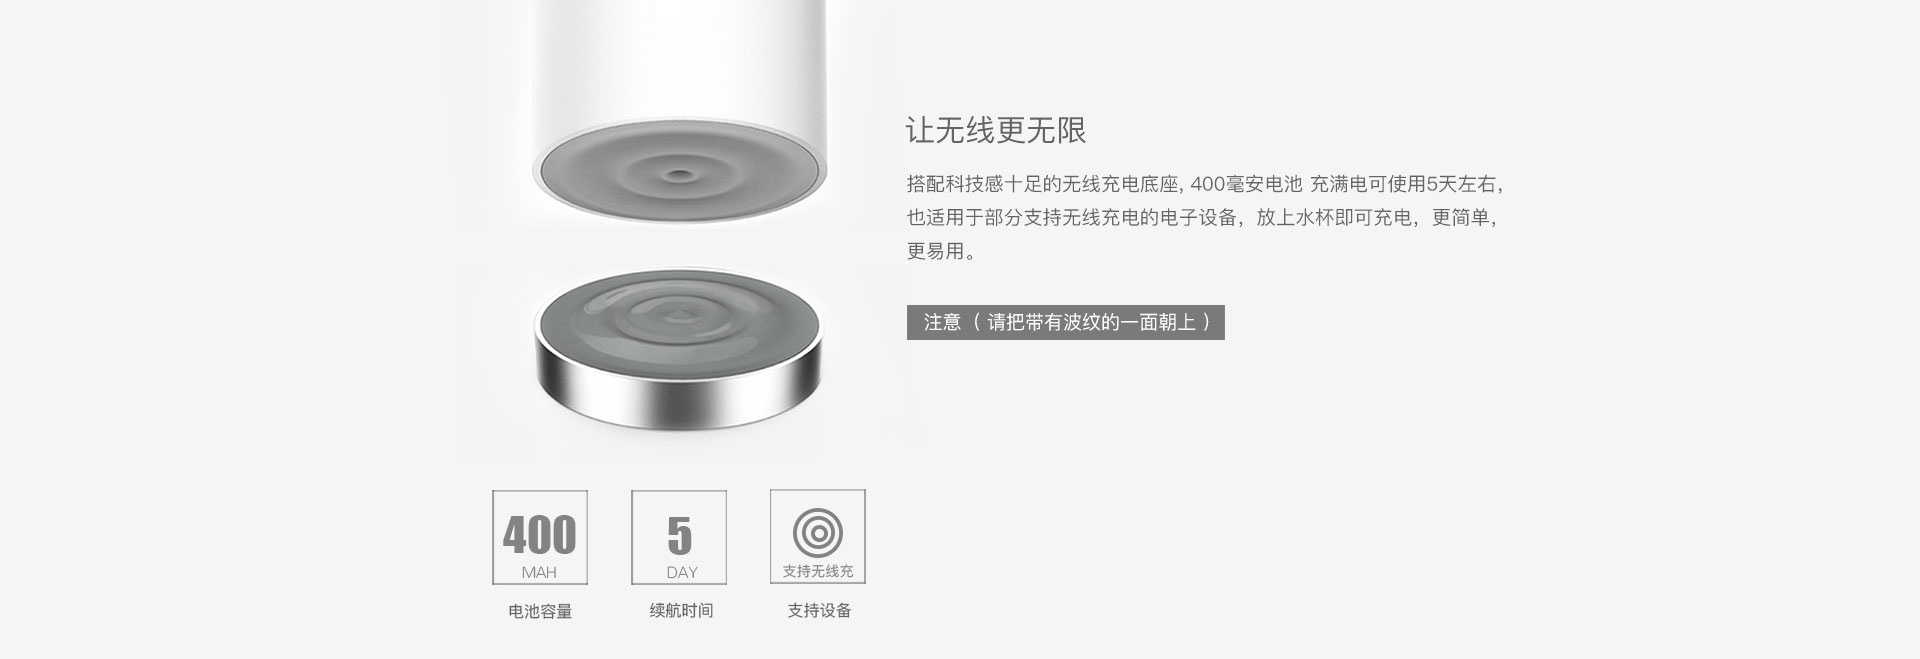 让无线更无限
搭配科技感十足的无线充电底座, 400毫安电池 充满电可使用5天左右,
也适用于部分支持无线充电的电子设备，放上水杯即可充电，更简单，
更易用。
注意（ 请把带有波纹的一面朝上 ）
400
MAH
电池容量
5
DAY
续航时间
支持无线充
支持设备